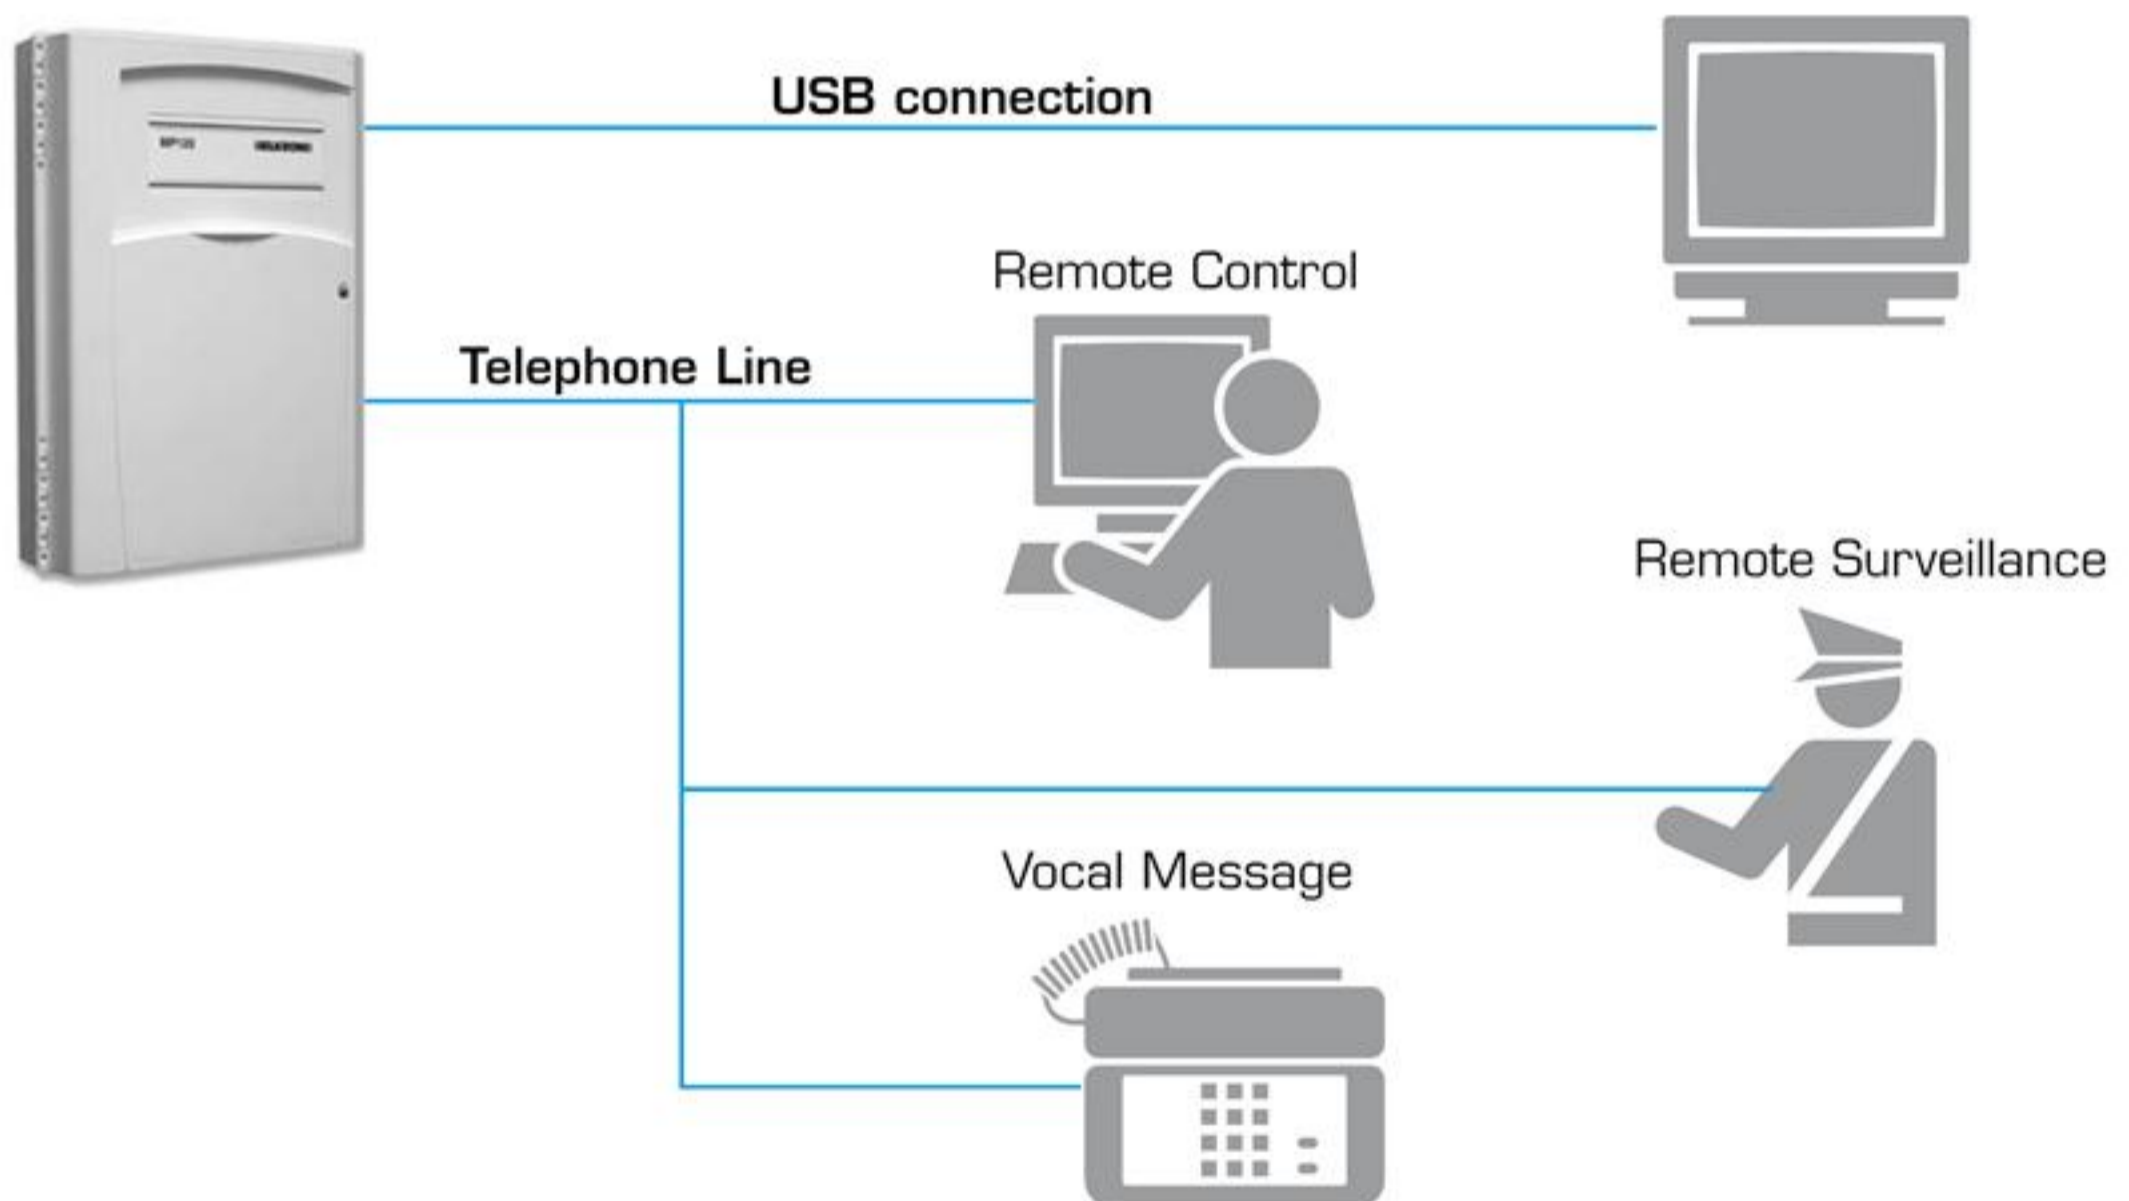 USB connection
Remote Control
Telephone Line
Remote Surveillance
Vocal Message